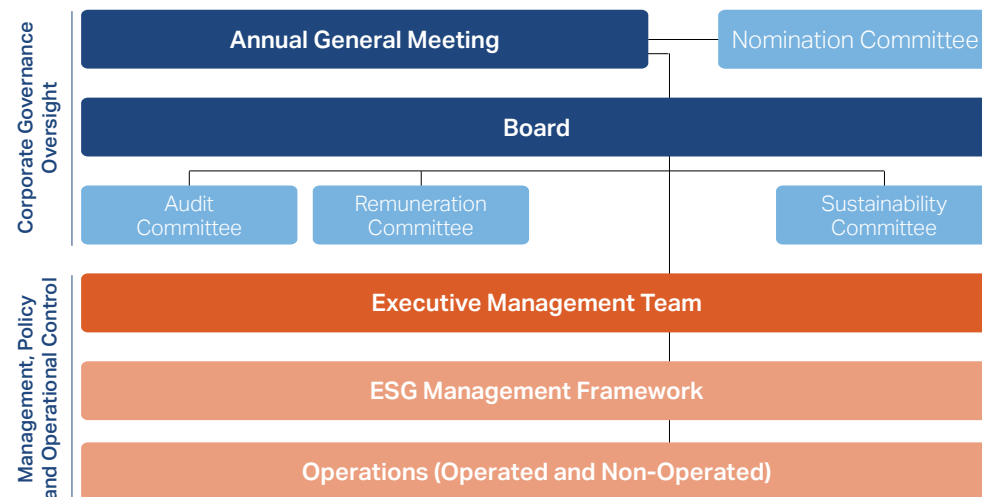 Corporate Governance
Oversight
Annual General Meeting
Nomination Committee
Board
Audit
Committee
Remuneration
Committee
Sustainability
Committee
Management, Policy
and Operational Control
Executive Management Team
ESG Management Framework
Operations (Operated and Non-Operated)